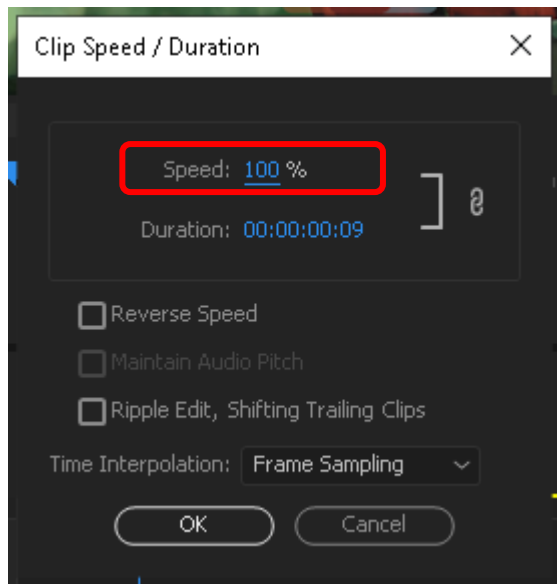 Clip Speed / Duration
Speed: 100 %
Duration: 00:00:00:09
Reverse Speed
Maintain Audio Pitch
Ripple Edit, Shifting Trailing Clips
Time Interpolation: Frame Sampling
OK Cancel